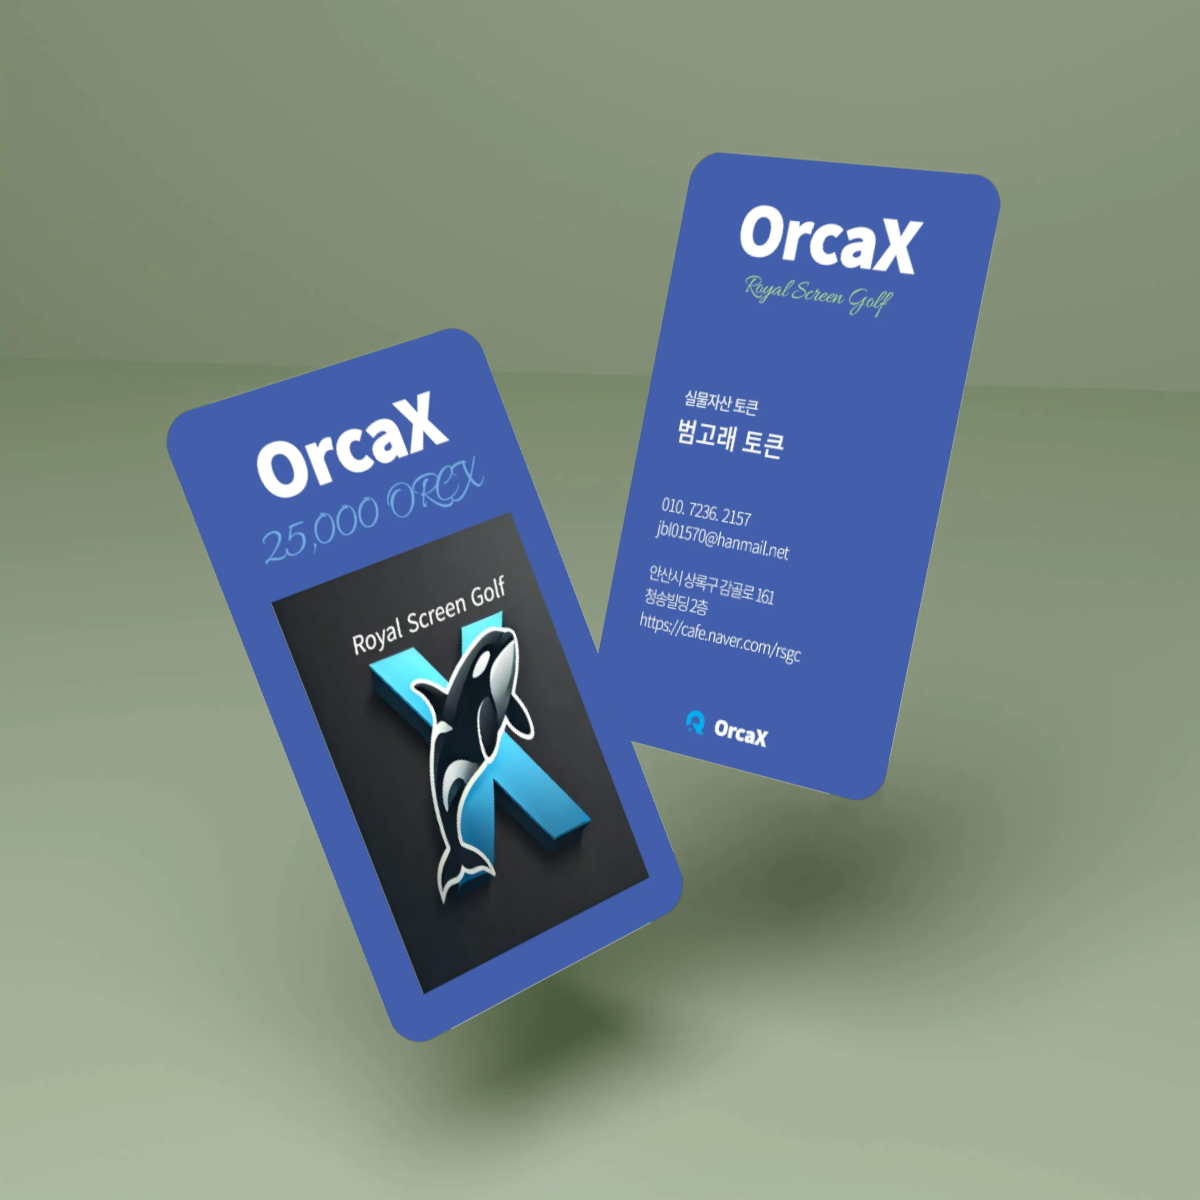 OrcaX
25,000 ORCX
Royal Screen Golf
X
OrcaX
Royal Screen Golf
실물자산 토큰
범고래 토큰
010. 7236. 2157
jbl01570@hanmail.net
안산시 상록구 감골로 161
청송빌딩 2층
https://cafe.naver.com/rsgc
OrcaX